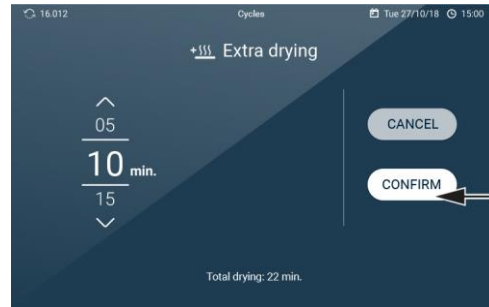 16.012 Cycles Tue 27/10/18 15:00
Extra drying
05
10 min.
15
CANCEL
CONFIRM
Total drying: 22 min.